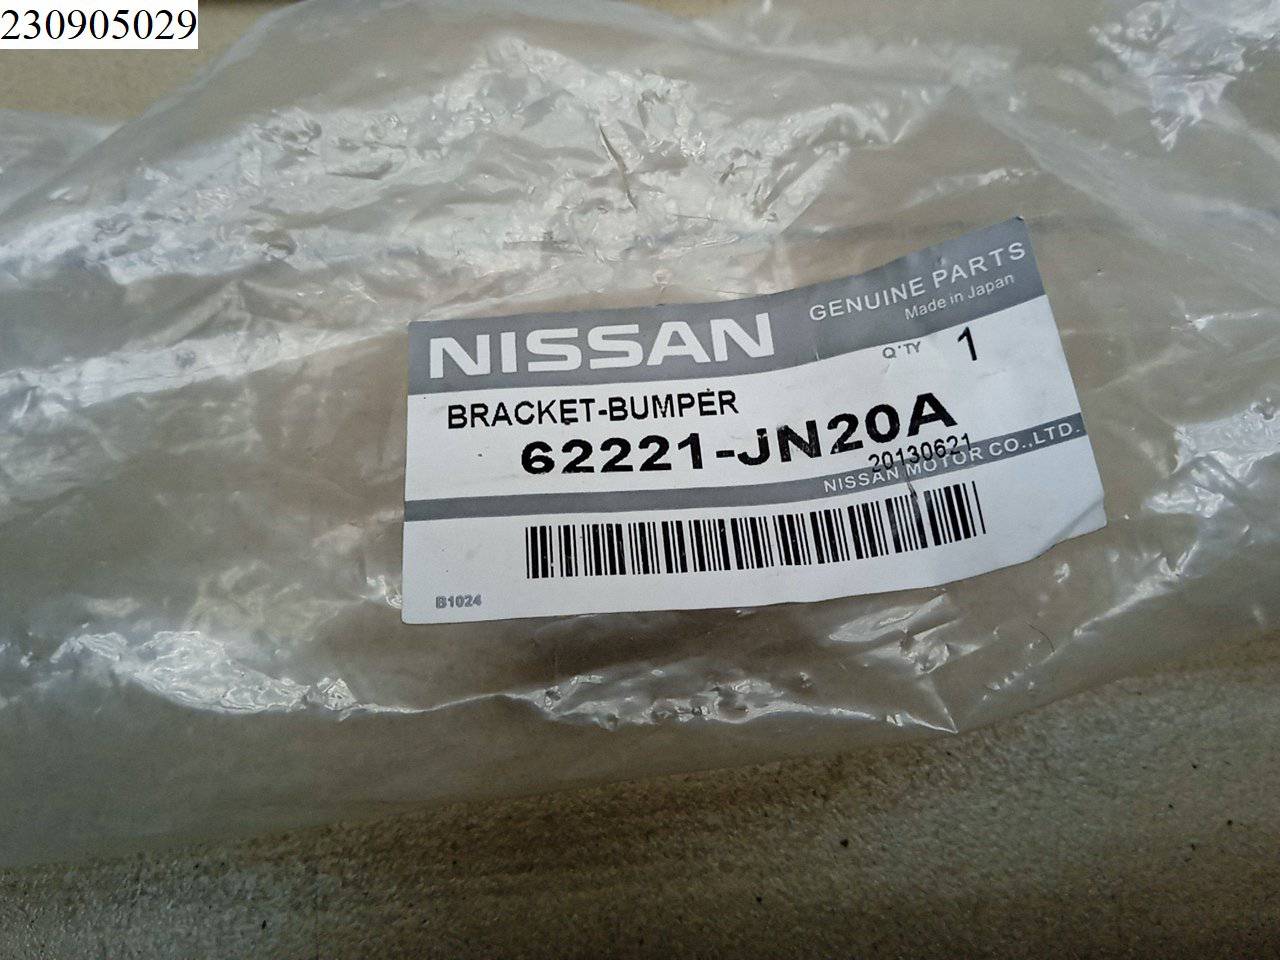 230905029
NISSAN
GENUINE PARTS
Made in Japan
Q'TY 1
BRACKET-BUMPER
62221-JN20A
20130621
NISSAN MOTOR CO.,LTD.
B1024